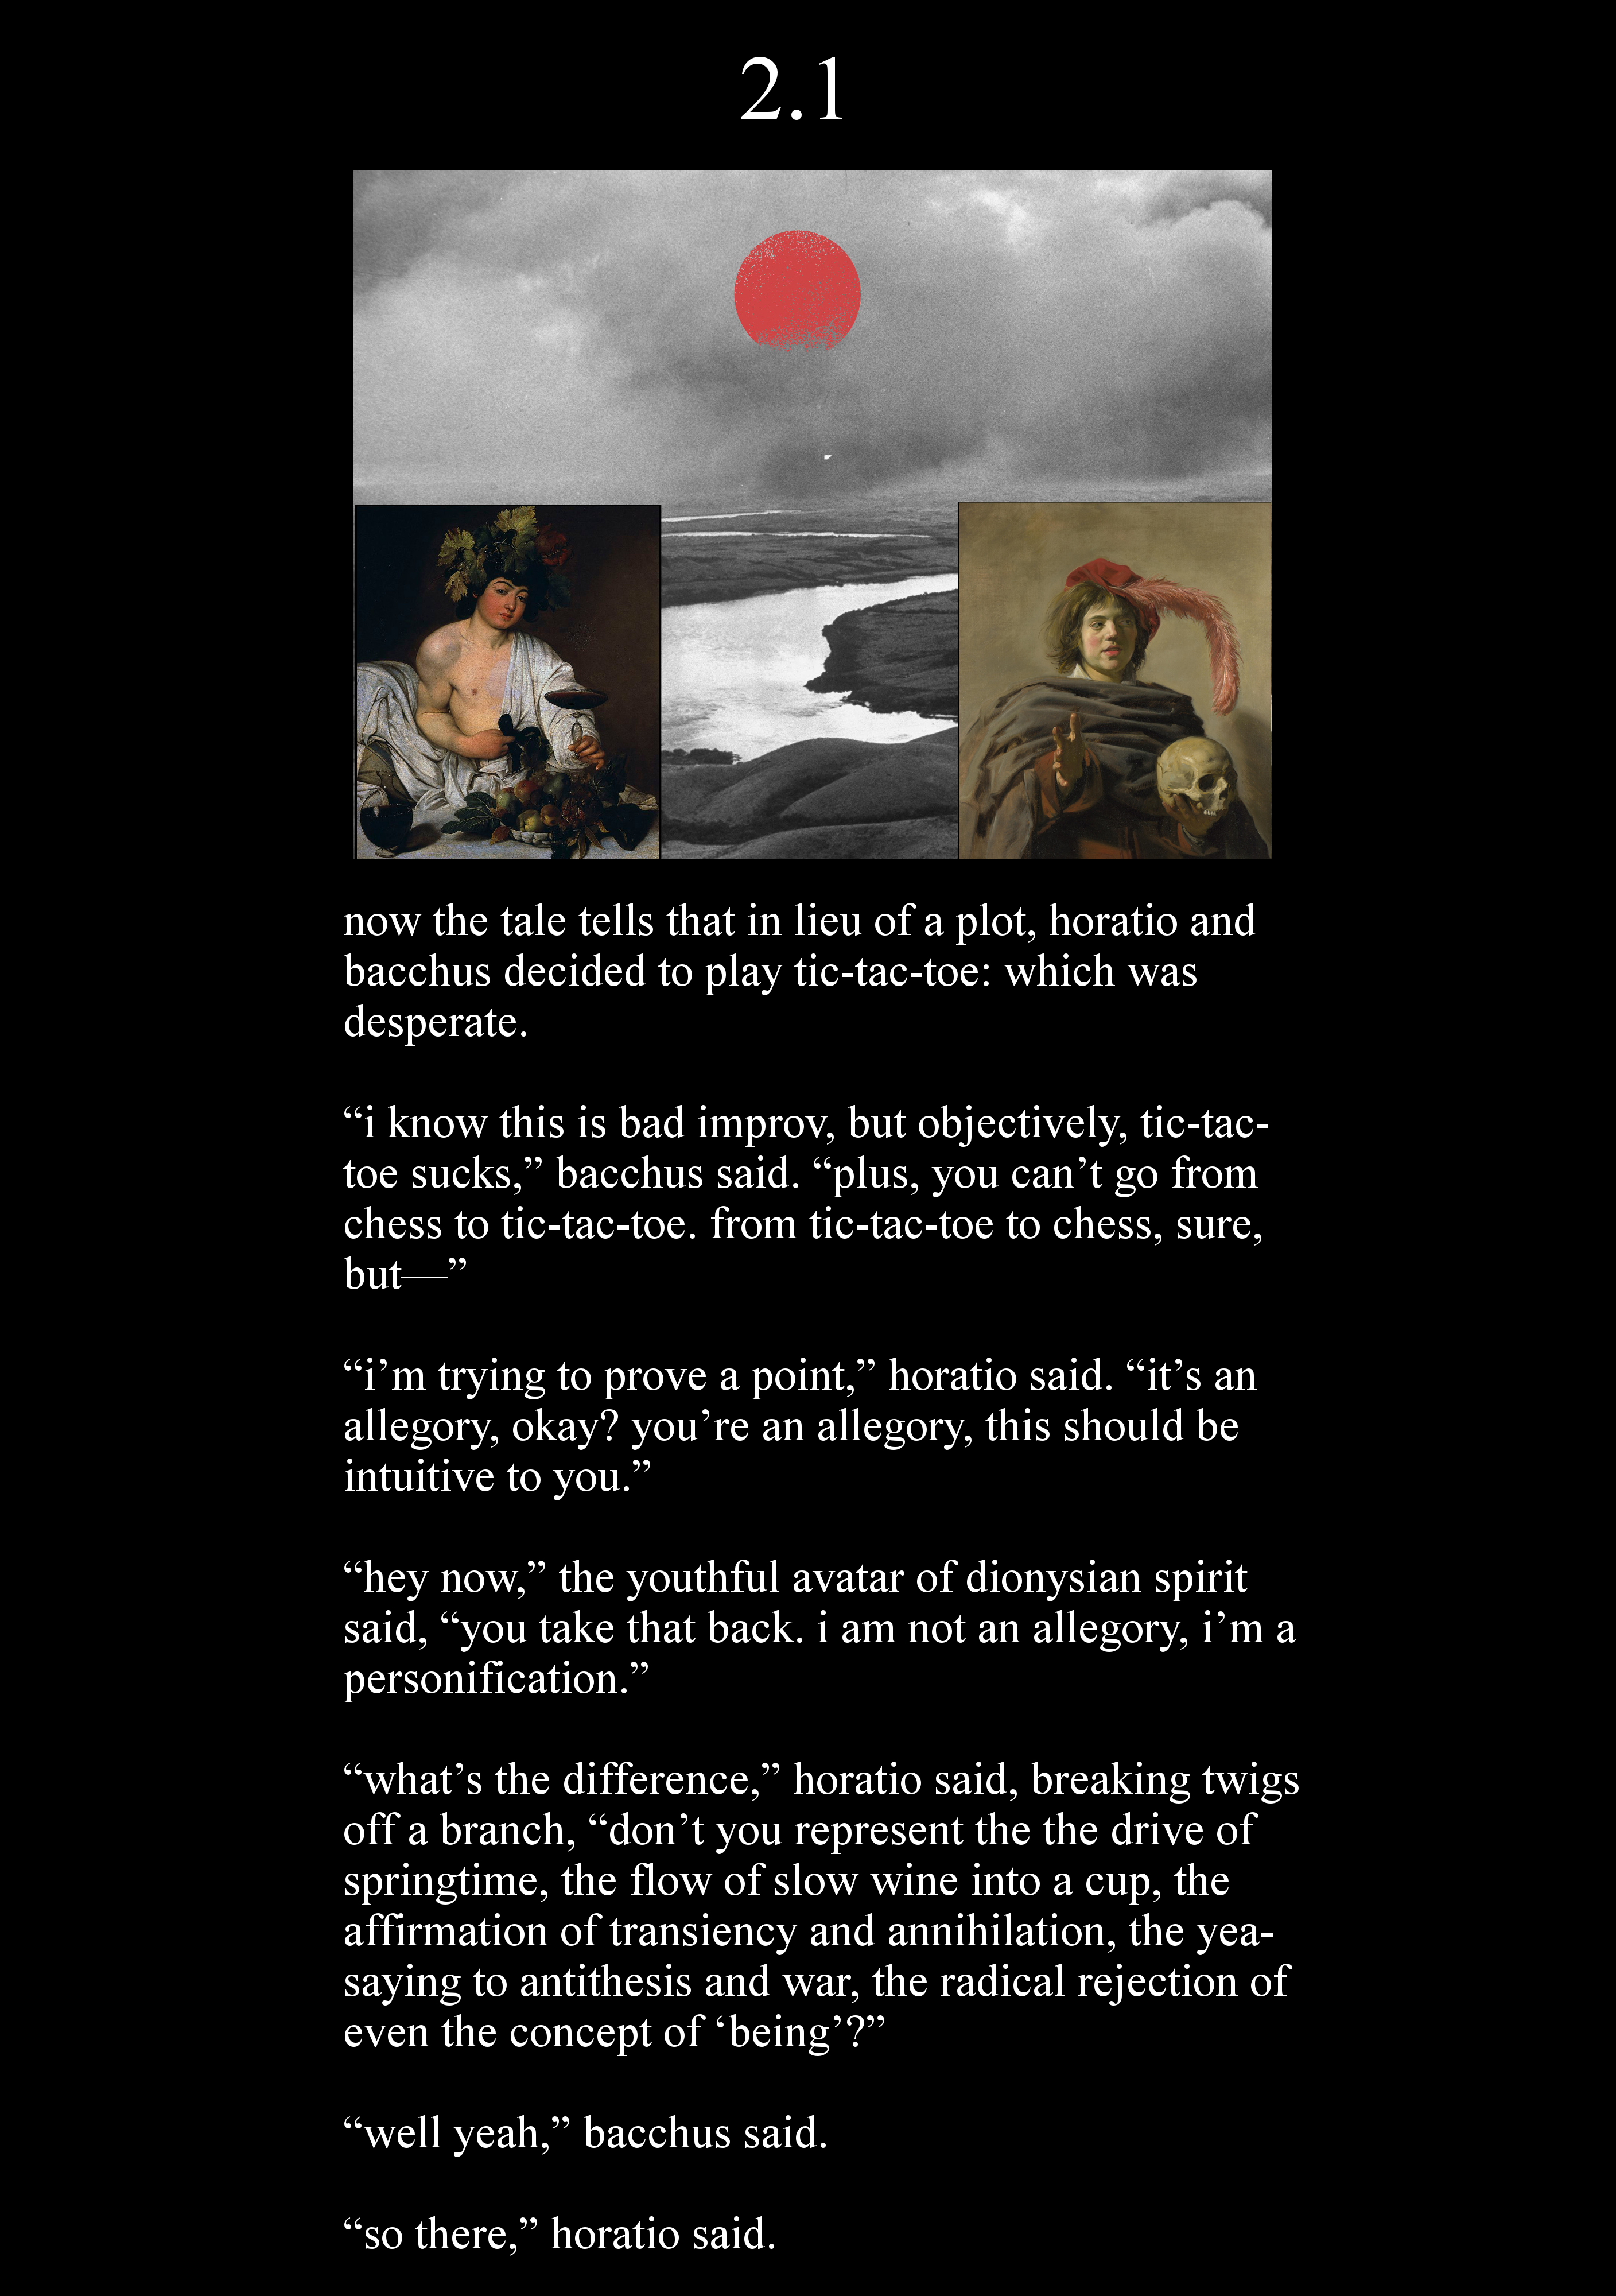 2.1
now the tale tells that in lieu of a plot, horatio and
bacchus decided to play tic-tac-toe: which was
desperate.
“i know this is bad improv, but objectively, tic-tac-
toe sucks,” bacchus said. “plus, you can’t go from
chess to tic-tac-toe. from tic-tac-toe to chess, sure,
but—”
“i’m trying to prove a point,” horatio said. “it’s an
allegory, okay? you’re an allegory, this should be
intuitive to you.”
“hey now,” the youthful avatar of dionysian spirit
said, “you take that back. i am not an allegory, i’m a
personification.”
“what’s the difference,” horatio said, breaking twigs
off a branch, “don’t you represent the the drive of
springtime, the flow of slow wine into a cup, the
affirmation of transiency and annihilation, the yea-
saying to antithesis and war, the radical rejection of
even the concept of ‘being’?”
“well yeah,” bacchus said.
“so there,” horatio said.